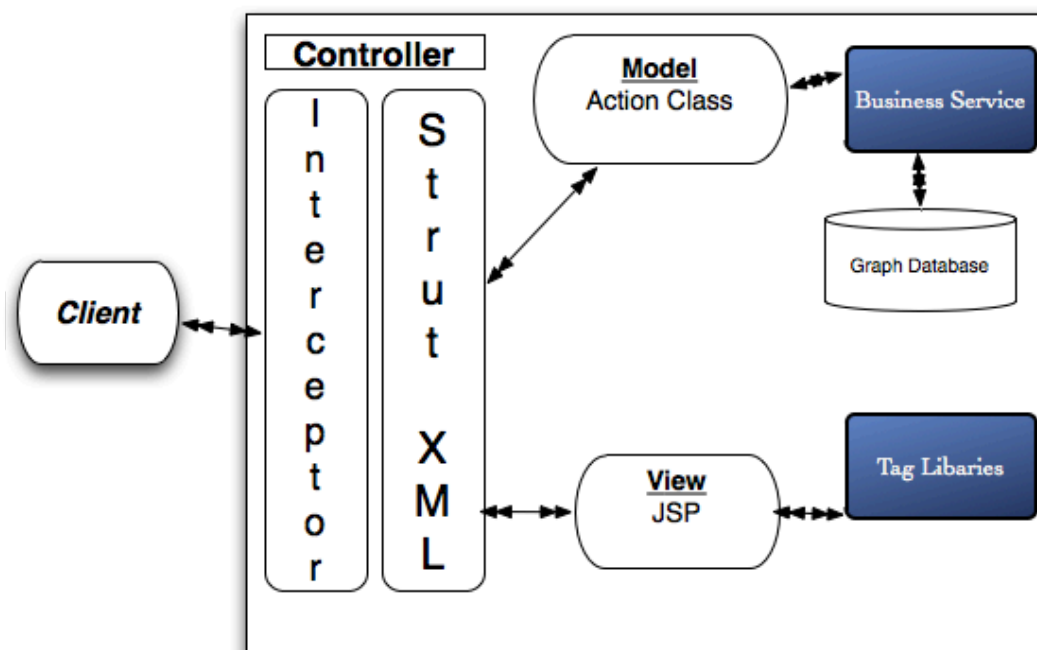 Controller
Interceptor
Strut XML
Model
Action Class
Business Service
Graph Database
Client
View
JSP
Tag Libaries